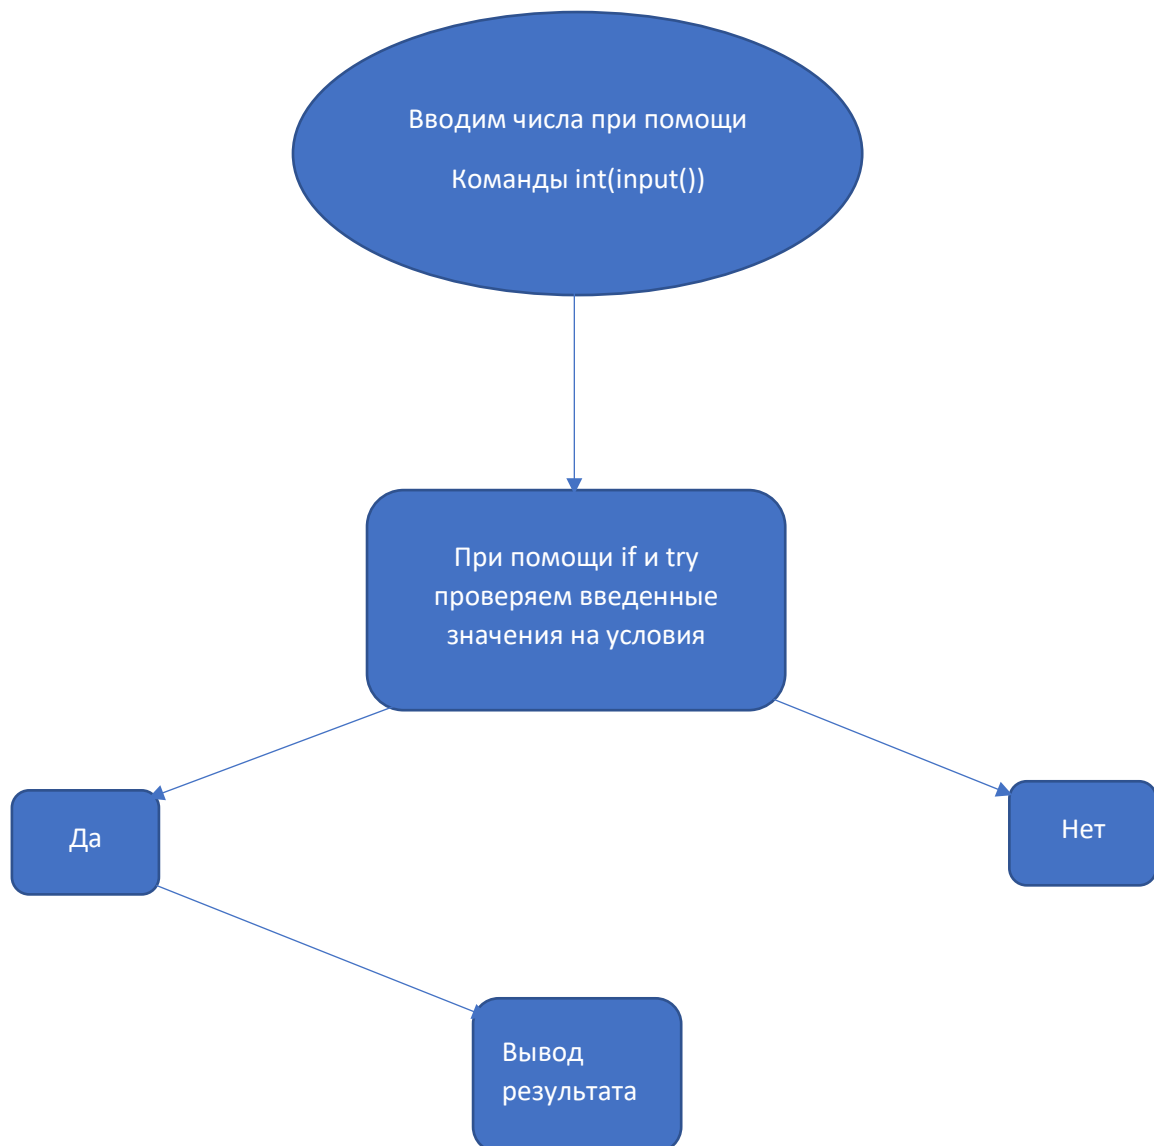 Вводим числа при помощи
Команды int(input())
При помощи if и try
проверяем введенные
значения на условия
Да
Нет
Вывод
результата